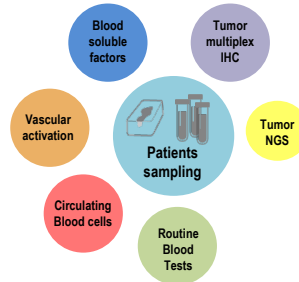 Blood
soluble
factors
Tumor
multiplex
IHC
Vascular
activation
Patients
sampling
Tumor
NGS
Circulating
Blood cells
Routine
Blood
Tests